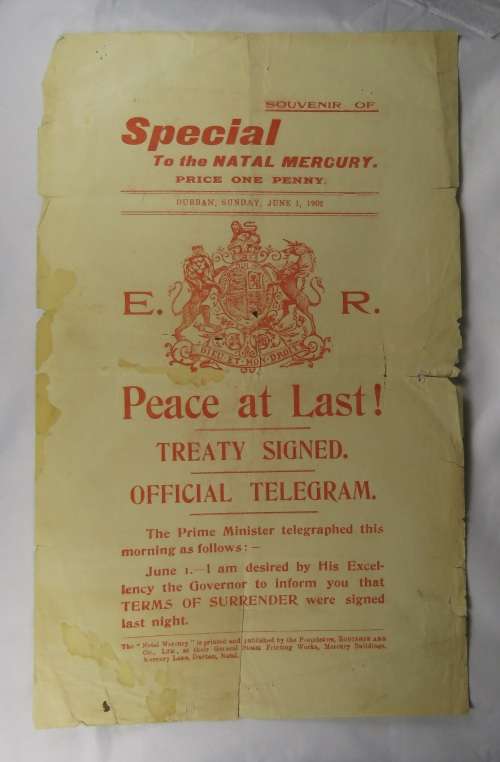 SOUVENIR OF
Special
To the NATAL MERCURY.
PRICE ONE PENNY.
DURBAN, SUNDAY, JUNE 1, 1902
E. R.
DIEU ET MON DROIT
Peace at Last!
TREATY SIGNED.
OFFICIAL TELEGRAM.
The Prime Minister telegraphed this
morning as follows:—
June 1.—I am desired by His Excel-
lency the Governor to inform you that
TERMS OF SURRENDER were signed
last night.
The "Natal Mercury" is printed and published by the Proprietors, ROBINSON AND
Co., LTD., at their General Steam Printing Works, Mercury Buildings,
Mercury Lane, Durban, Natal.